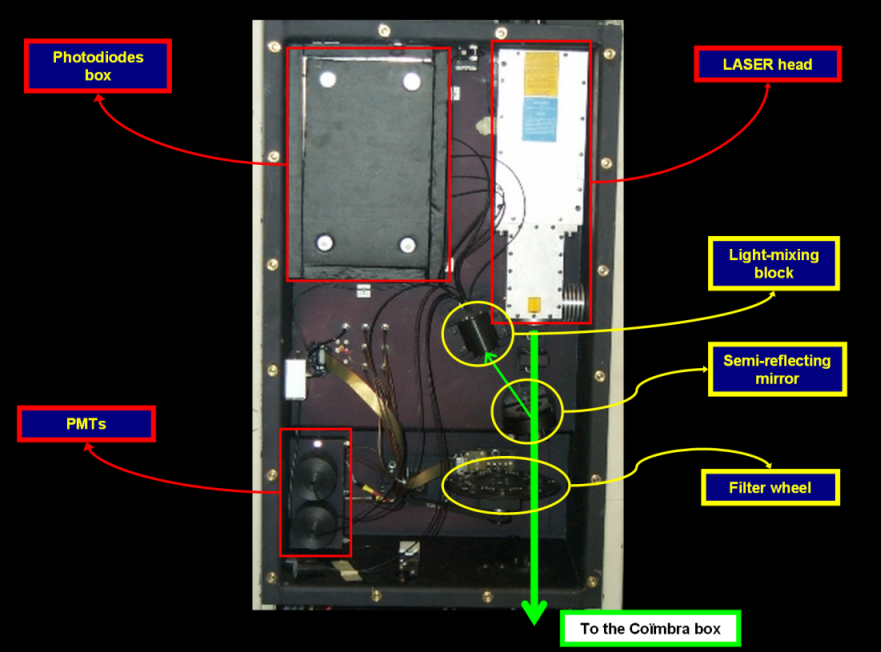 Photodiodes
box
LASER head
Light-mixing
block
Semi-reflecting
mirror
PMTs
Filter wheel
To the Coïmbra box